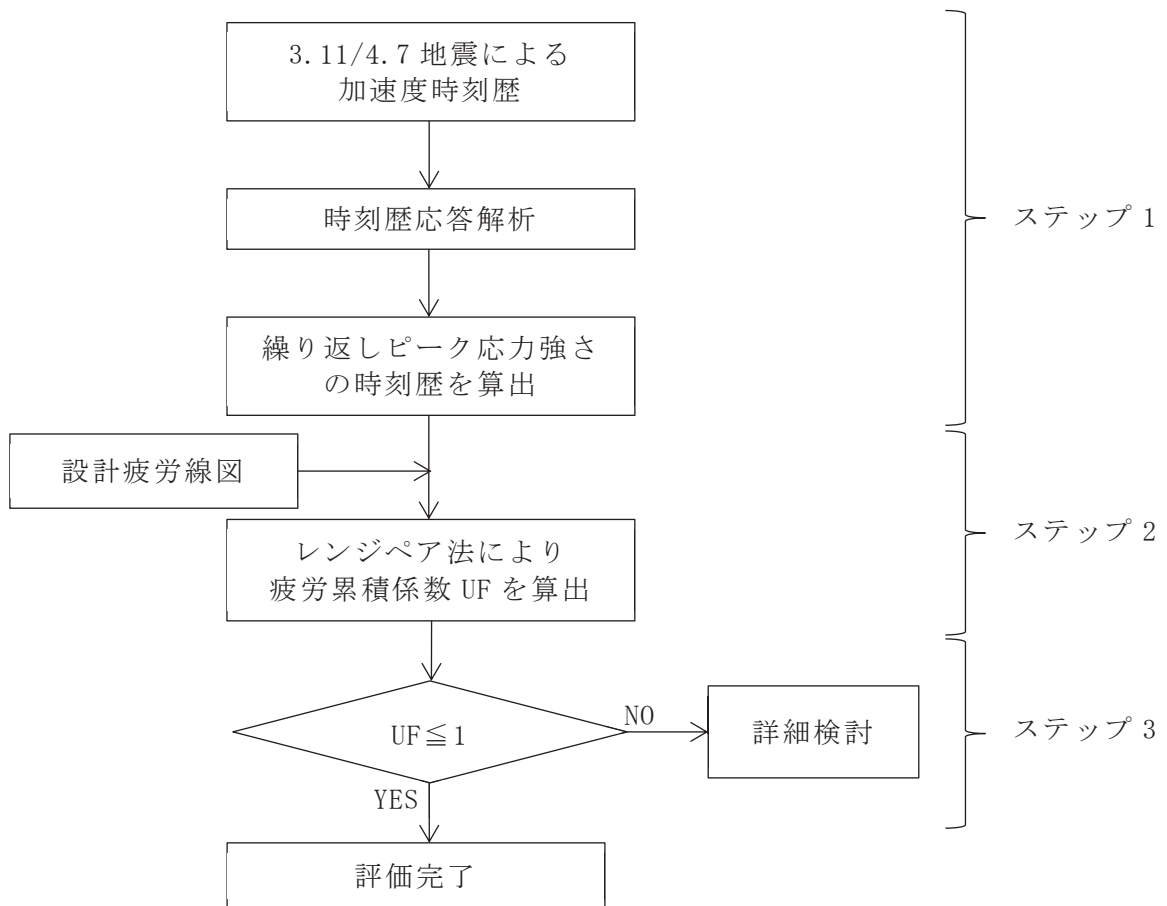 3.11/4.7 地震による
加速度時刻歴
時刻歴応答解析
ステップ 1
繰り返しピーク応力強さ
の時刻歴を算出
設計疲労線図
ステップ 2
レンジペア法により
疲労累積係数 UF を算出
UF≦1
NO
詳細検討
ステップ 3
YES
評価完了